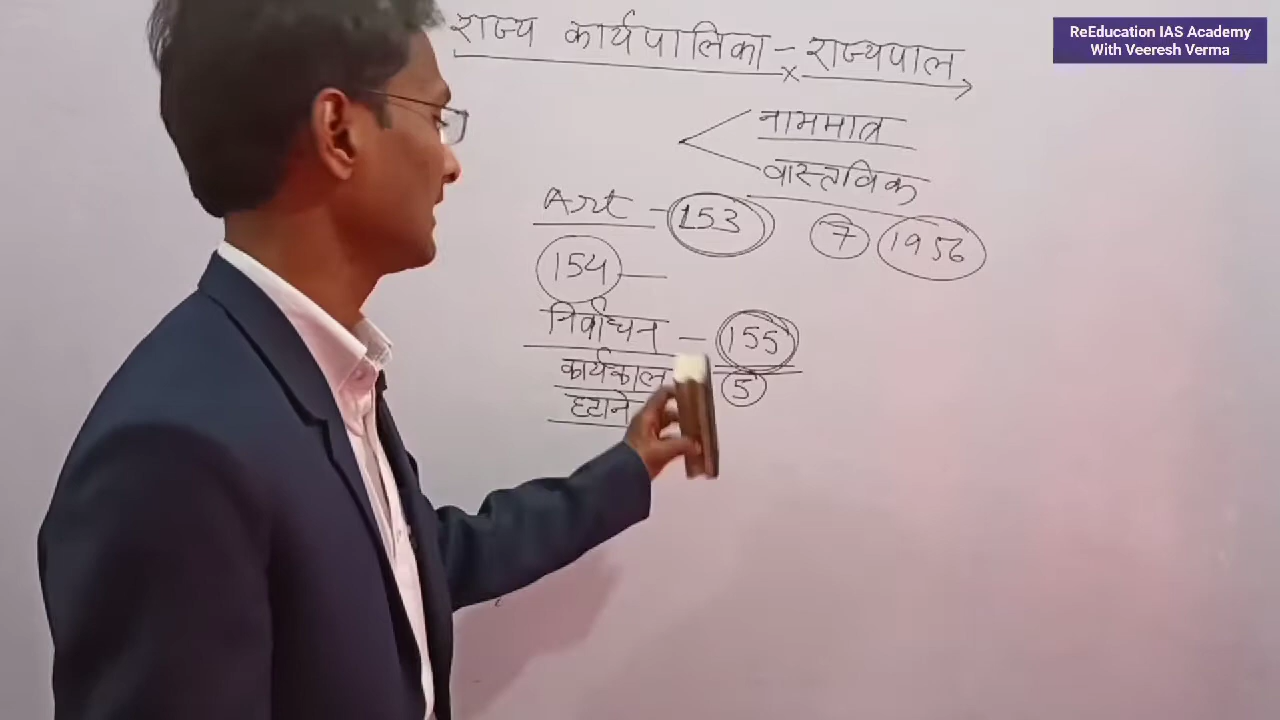 राज्य कार्यपालिका - राज्यपाल
ReEducation IAS Academy
With Veeresh Verma
नाममात्र
वास्तविक
Art - 153 7 1956
154 —
निर्वाचन - 155
कार्यकाल 5
हटाने